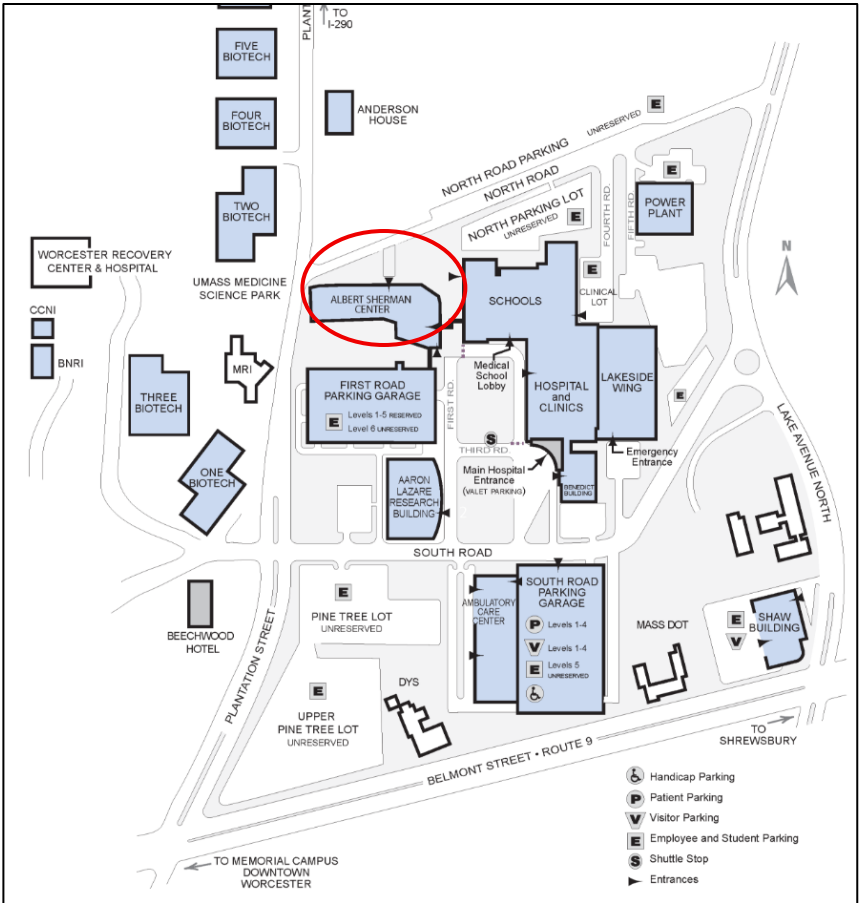 TO
I-290
PLANT
FIVE
BIOTECH
FOUR
BIOTECH
ANDERSON
HOUSE
TWO
BIOTECH
NORTH ROAD PARKING
UNRESERVED
E
NORTH ROAD
NORTH PARKING LOT
UNRESERVED
E
FOURTH RD.
FIFTH RD.
E
POWER
PLANT
WORCESTER RECOVERY
CENTER & HOSPITAL
UMASS MEDICINE
SCIENCE PARK
N
CCNI
BNRI
MRI
THREE
BIOTECH
ONE
BIOTECH
ALBERT SHERMAN
CENTER
SCHOOLS
E
CLINICAL
LOT
Medical
School
Lobby
HOSPITAL
and
CLINICS
LAKESIDE
WING
E
FIRST ROAD
PARKING GARAGE
E
Levels 1-5 RESERVED
Level 6 UNRESERVED
FIRST RD.
S
THIRD RD.
Main Hospital
Entrance
(VALET PARKING)
Emergency
Entrance
BENEDICT
BUILDING
LAKE AVENUE NORTH
AARON
LAZARE
RESEARCH
BUILDING
SOUTH ROAD
BEECHWOOD
HOTEL
PLANTATION STREET
E
PINE TREE LOT
UNRESERVED
E
UPPER
PINE TREE LOT
UNRESERVED
DYS
AMBULATORY
CARE
CENTER
SOUTH ROAD
PARKING
GARAGE
P Levels 1-4
V Levels 1-4
E Levels 5
UNRESERVED
MASS DOT
E
V
SHAW
BUILDING
BELMONT STREET • ROUTE 9
TO
SHREWSBURY
TO MEMORIAL CAMPUS
DOWNTOWN
WORCESTER
Handicap Parking
P Patient Parking
V Visitor Parking
E Employee and Student Parking
S Shuttle Stop
Entrances